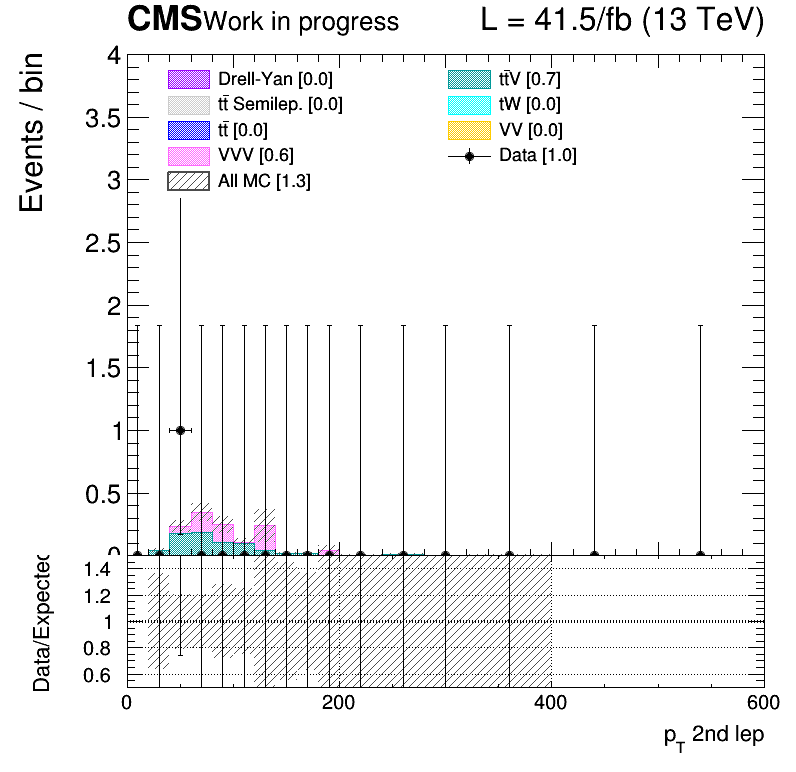 CMS Work in progress L = 41.5/fb (13 TeV)
Events / bin
Drell-Yan [0.0]
tt̄ Semilep. [0.0]
tt̄ [0.0]
VVV [0.6]
All MC [1.3]
tt̄V [0.7]
tW [0.0]
VV [0.0]
Data [1.0]
4
3.5
3
2.5
2
1.5
1
0.5
0
Data/Expected
1.4
1.2
1
0.8
0.6
0 200 400 600
p_T 2nd lep